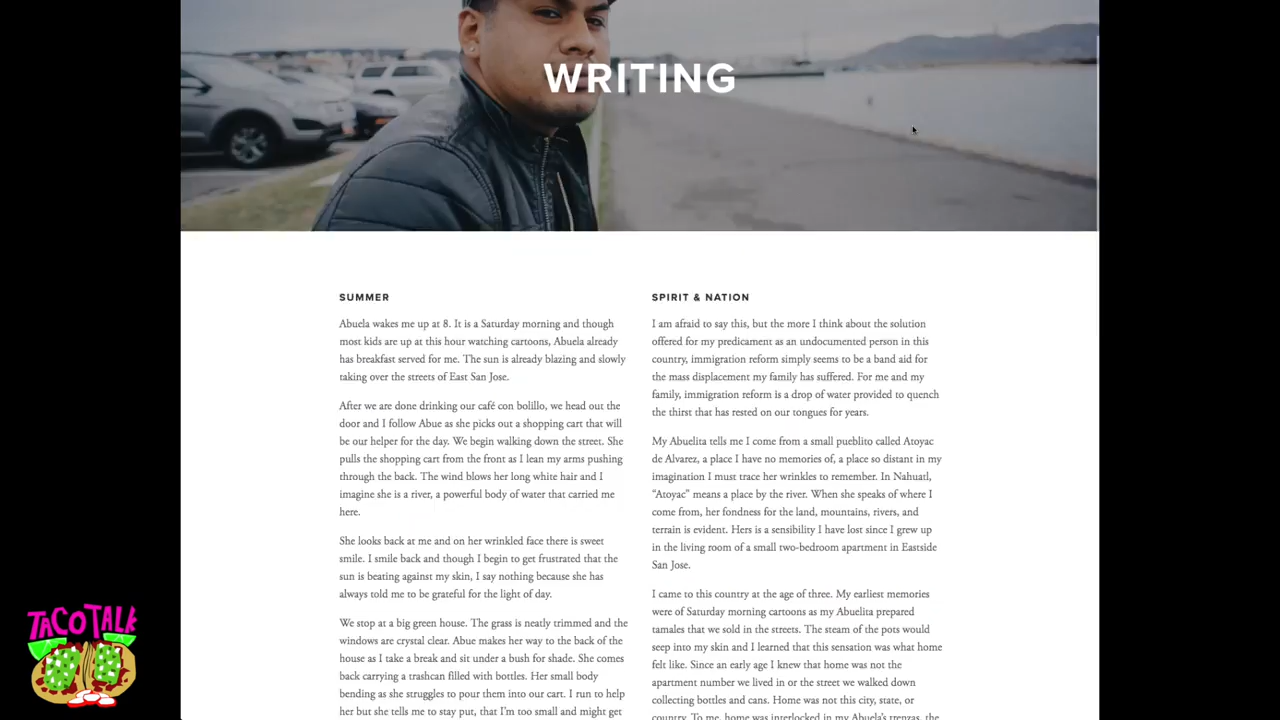 WRITING
SUMMER
Abuela wakes me up at 8. It is a Saturday morning and though
most kids are up at this hour watching cartoons, Abuela already
has breakfast served for me. The sun is already blazing and slowly
taking over the streets of East San Jose.
After we are done drinking our café con bolillo, we head out the
door and I follow Abue as she picks out a shopping cart that will
be our helper for the day. We begin walking down the street. She
pulls the shopping cart from the front as I lean my arms pushing
through the back. The wind blows her long white hair and I
imagine she is a river, a powerful body of water that carried me
here.
She looks back at me and on her wrinkled face there is sweet
smile. I smile back and though I begin to get frustrated that the
sun is beating against my skin, I say nothing because she has
always told me to be grateful for the light of day.
We stop at a big green house. The grass is neatly trimmed and the
windows are crystal clear. Abue makes her way to the back of the
house as I take a break and sit under a bush for shade. She comes
back carrying a trashcan filled with bottles. Her small body
bending as she struggles to pour them into our cart. I run to help
her but she tells me to stay put, that I'm too small and might get
SPIRIT & NATION
I am afraid to say this, but the more I think about the solution
offered for my predicament as an undocumented person in this
country, immigration reform simply seems to be a band aid for
the mass displacement my family has suffered. For me and my
family, immigration reform is a drop of water provided to quench
the thirst that has rested on our tongues for years.
My Abuelita tells me I come from a small pueblito called Atoyac
de Alvarez, a place I have no memories of, a place so distant in my
imagination I must trace her wrinkles to remember. In Nahuatl,
“Atoyac” means a place by the river. When she speaks of where I
come from, her fondness for the land, mountains, rivers, and
terrain is evident. Hers is a sensibility I have lost since I grew up
in the living room of a small two-bedroom apartment in Eastside
San Jose.
I came to this country at the age of three. My earliest memories
were of Saturday morning cartoons as my Abuelita prepared
tamales that we sold in the streets. The steam of the pots would
seep into my skin and I learned that this sensation was what home
felt like. Since an early age I knew that home was not the
apartment number we lived in or the street we walked down
collecting bottles and cans. Home was not this city, state, or
country. To me, home was interlocked in my Abuela's trenzas, the
TACO TALK